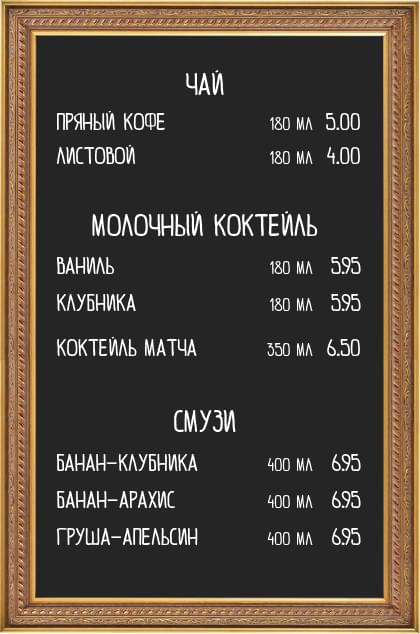 ЧАЙ
ПРЯНЫЙ КОФЕ 180 МЛ 5.00
ЛИСТОВОЙ 180 МЛ 4.00
МОЛОЧНЫЙ КОКТЕЙЛЬ
ВАНИЛЬ 180 МЛ 5.95
КЛУБНИКА 180 МЛ 5.95
КОКТЕЙЛЬ МАТЧА 350 МЛ 6.50
СМУЗИ
БАНАН-КЛУБНИКА 400 МЛ 6.95
БАНАН-АРАХИС 400 МЛ 6.95
ГРУША-АПЕЛЬСИН 400 МЛ 6.95